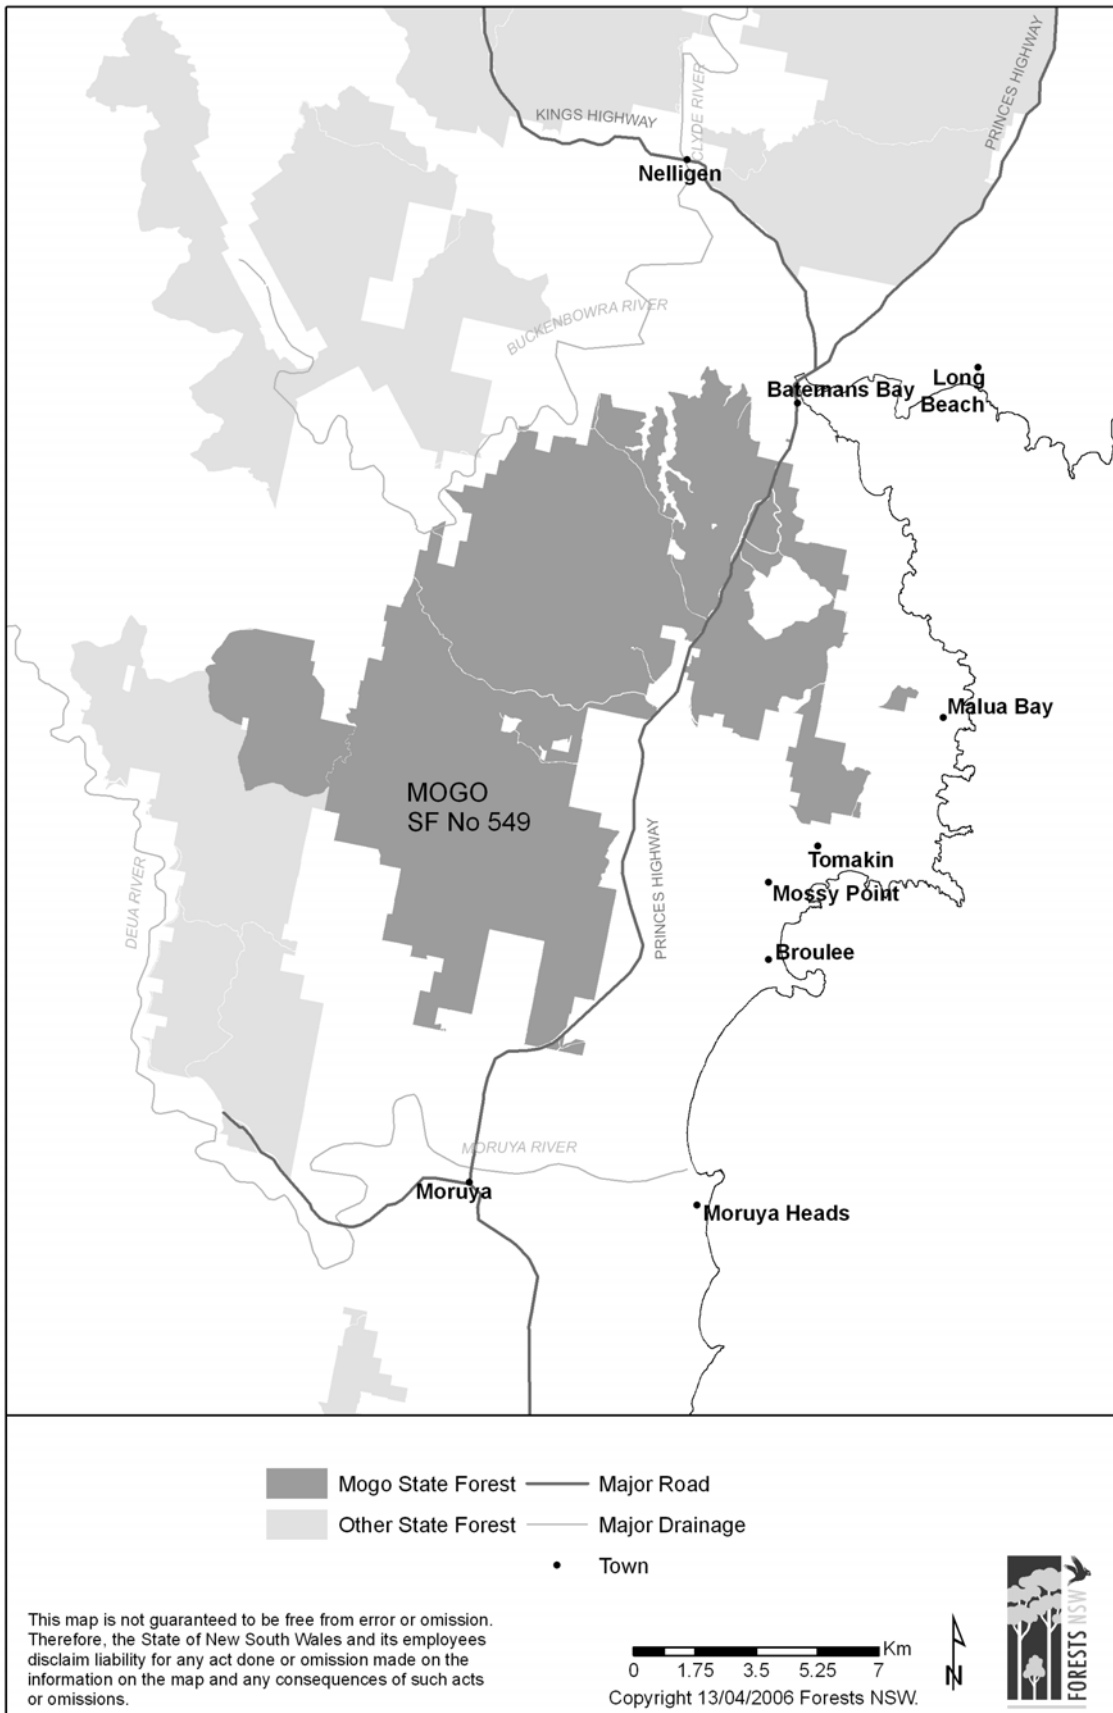 PRINCES HIGHWAY
KINGS HIGHWAY
CLYDE RIVER
Nelligen
BUCKENBOWRA RIVER
Long
Beach
Batemans Bay
Malua Bay
MOGO
SF No 549
PRINCES HIGHWAY
Tomakin
Mossy Point
DEUA RIVER
Broulee
MORUYA RIVER
Moruya
Moruya Heads
Mogo State Forest
Major Road
Other State Forest
Major Drainage
Town
This map is not guaranteed to be free from error or omission.
Therefore, the State of New South Wales and its employees
disclaim liability for any act done or omission made on the
information on the map and any consequences of such acts
or omissions.
Km
0 1.75 3.5 5.25 7
Copyright 13/04/2006 Forests NSW.
N
FORESTS NSW